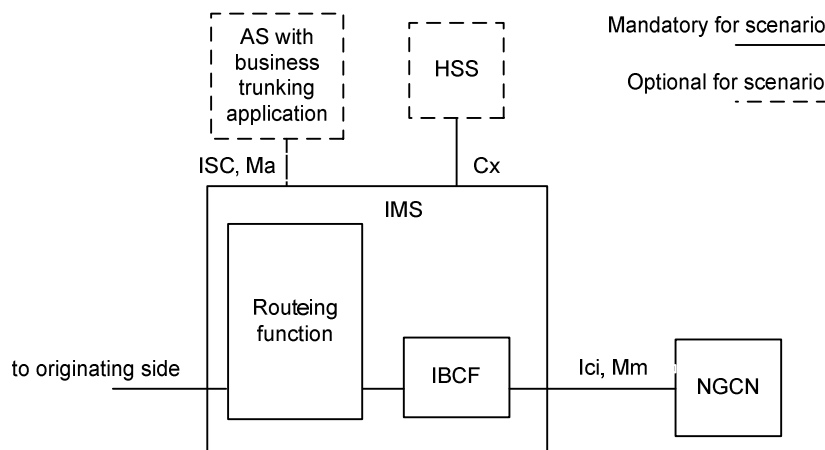 AS with
business
trunking
application
HSS
Mandatory for scenario
Optional for scenario
ISC, Ma
Cx
IMS
Routeing
function
to originating side
IBCF
Ici, Mm
NGCN